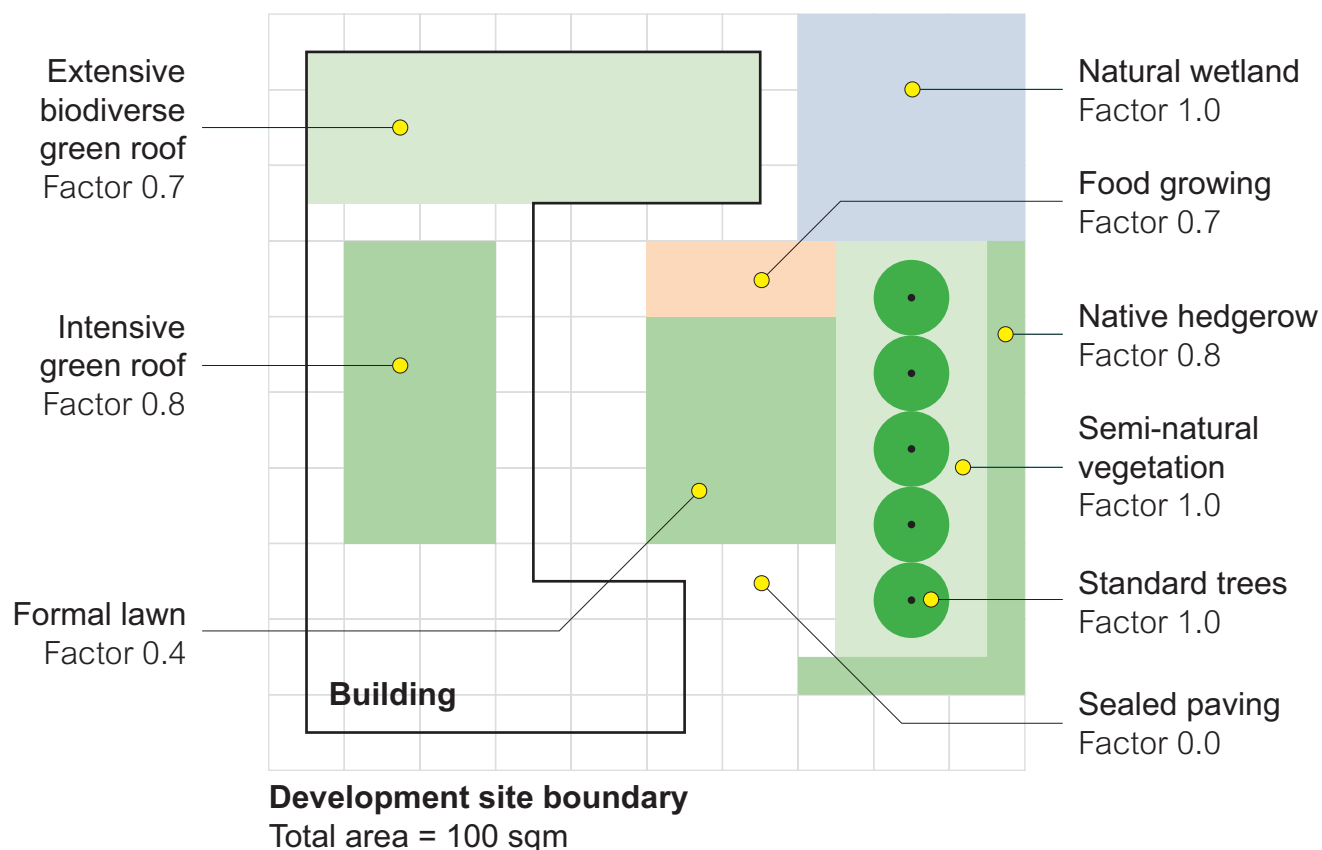 Extensive
biodiverse
green roof
Factor 0.7
Intensive
green roof
Factor 0.8
Formal lawn
Factor 0.4
Building
Natural wetland
Factor 1.0
Food growing
Factor 0.7
Native hedgerow
Factor 0.8
Semi-natural
vegetation
Factor 1.0
Standard trees
Factor 1.0
Sealed paving
Factor 0.0
Development site boundary
Total area = 100 sqm